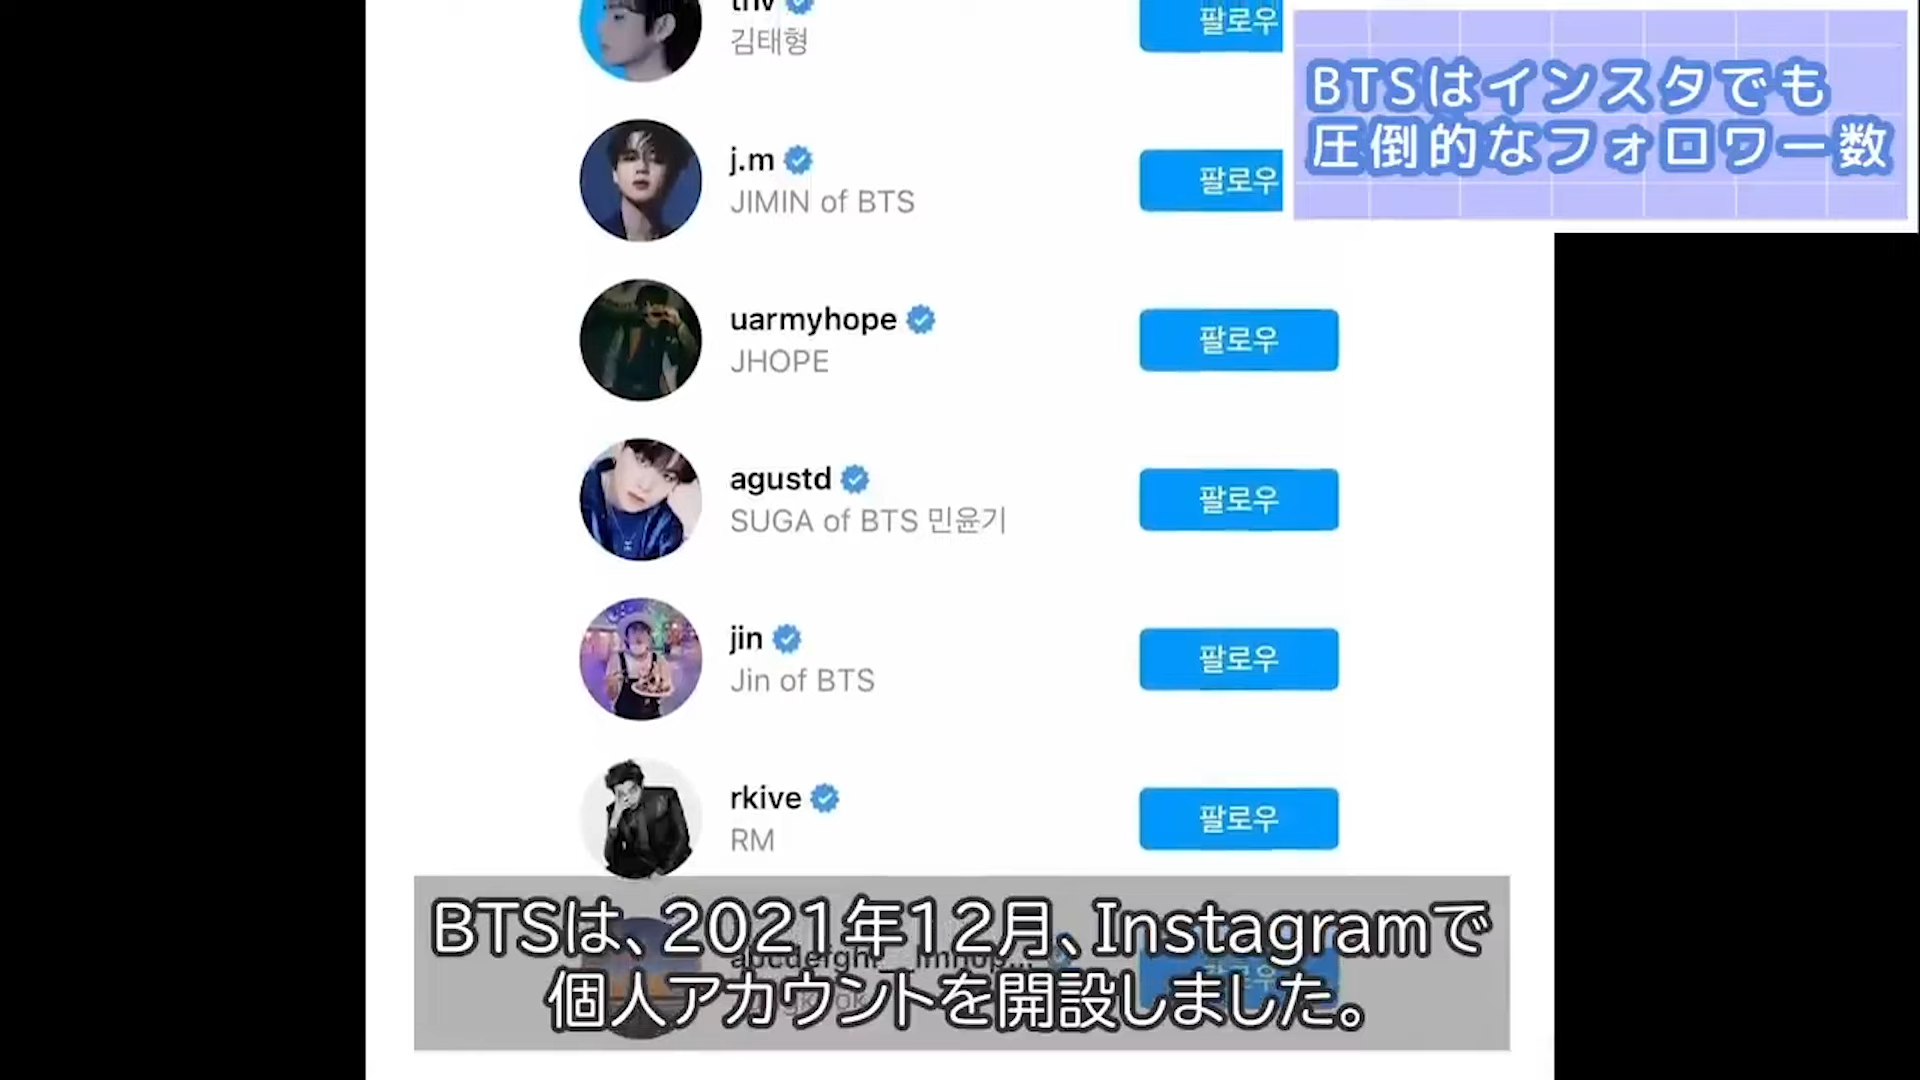 김태형
팔로우
BTSはインスタでも
圧倒的なフォロワー数
j.m
JIMIN of BTS
팔로우
uarmyhope
JHOPE
팔로우
agustd
SUGA of BTS 민윤기
팔로우
jin
Jin of BTS
팔로우
rkive
RM
팔로우
BTSは、2021年12月、Instagramで
個人アカウントを開設しました。